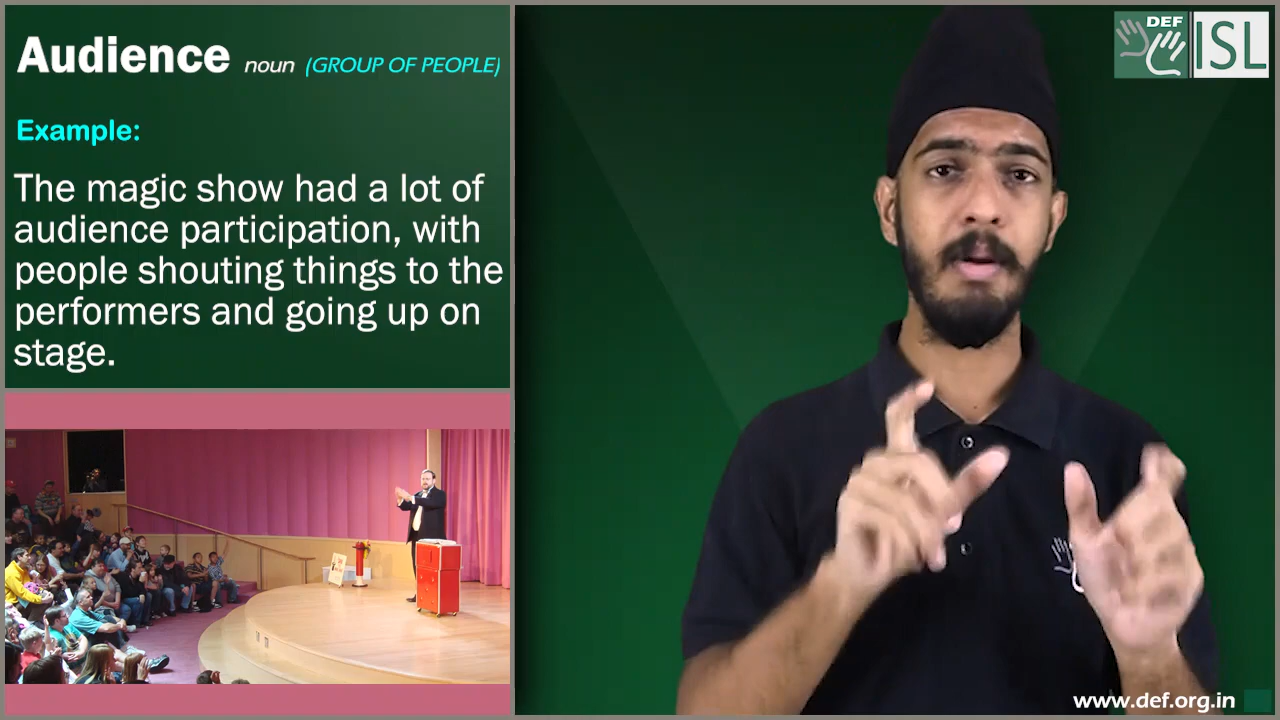 Audience noun (GROUP OF PEOPLE)
Example:
The magic show had a lot of
audience participation, with
people shouting things to the
performers and going up on
stage.
DEF
ISL
www.def.org.in